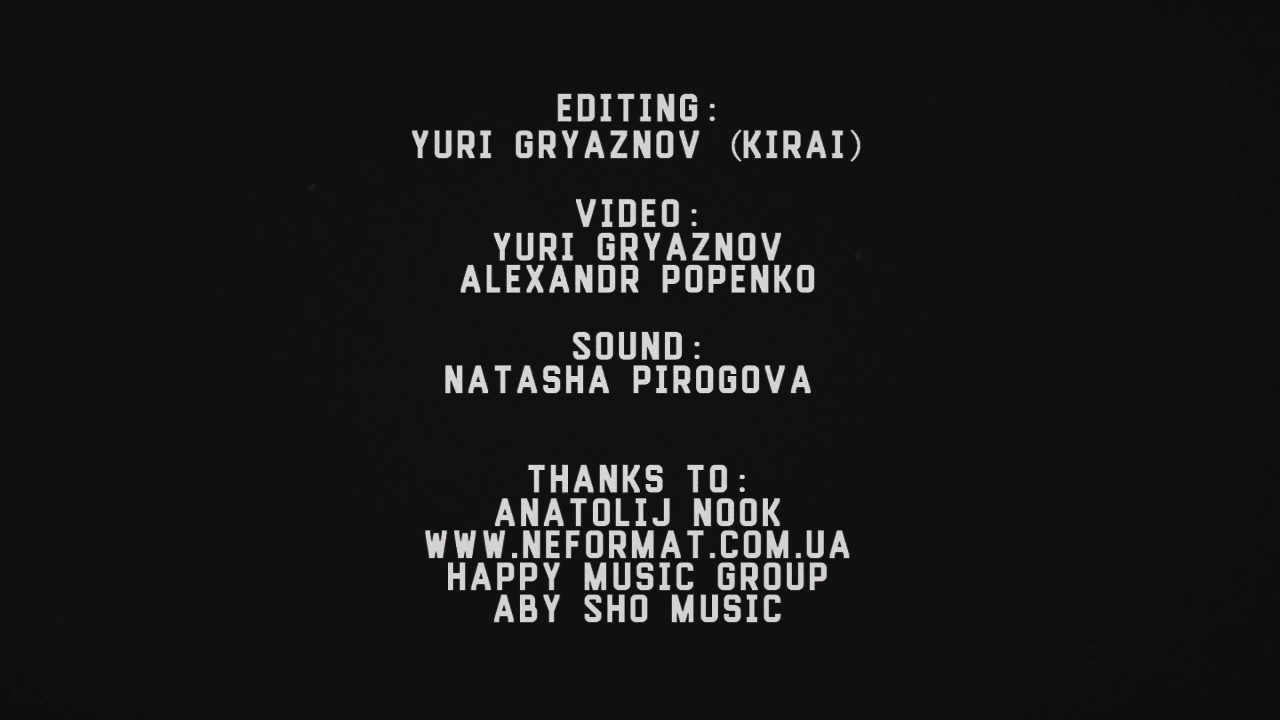 EDITING:
YURI GRYAZNOV (KIRAI)
VIDEO:
YURI GRYAZNOV
ALEXANDR POPENKO
SOUND:
NATASHA PIROGOVA
THANKS TO:
ANATOLIJ NOOK
WWW.NEFORMAT.COM.UA
HAPPY MUSIC GROUP
ABY SHO MUSIC